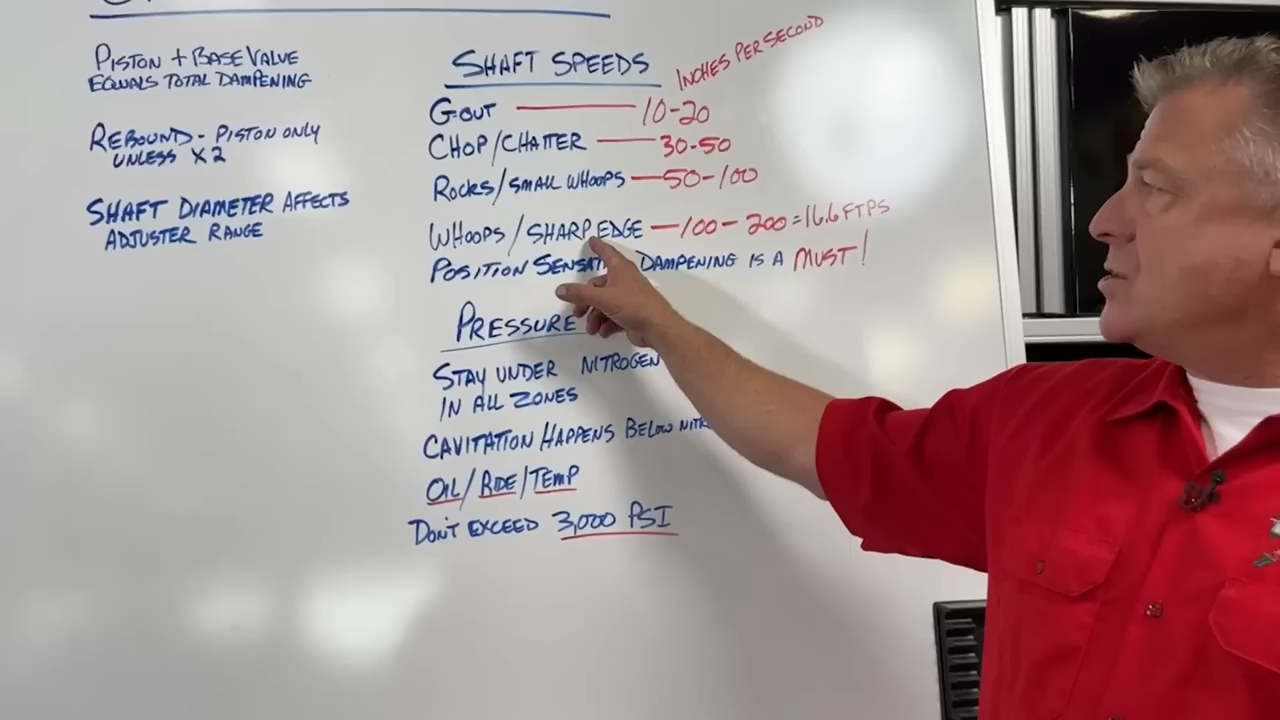 PISTON + BASE VALVE
EQUALS TOTAL DAMPENING
REBOUND - PISTON ONLY
UNLESS X2
SHAFT DIAMETER AFFECTS
ADJUSTER RANGE
SHAFT SPEEDS
INCHES PER SECOND
G-OUT — 10-20
CHOP/CHATTER — 30-50
ROCKS/SMALL WHOOPS — 50-100
WHOOPS/SHARP EDGE — 100-200 = 16.6 FTPS
POSITION DAMPENING IS A MUST!
PRESSURE
STAY UNDER NITROGEN
IN ALL ZONES
CAVITATION HAPPENS BELOW
OIL/RIDE/TEMP
DON'T EXCEED 3,000 PSI